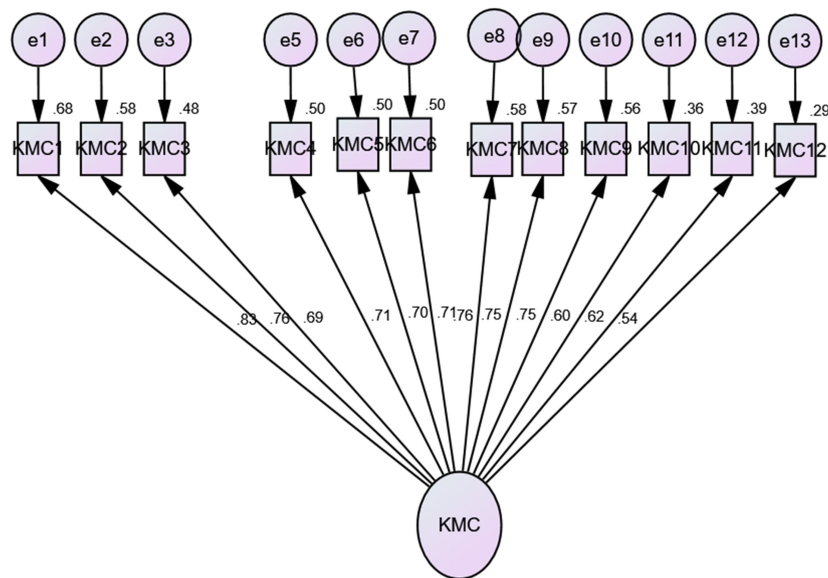 e1 e2 e3 e5 e6 e7 e8 e9 e10 e11 e12 e13
.68 .58 .48 .50 .50 .50 .58 .57 .56 .36 .39 .29
KMC1 KMC2 KMC3 KMC4 KMC5 KMC6 KMC7 KMC8 KMC9 KMC10 KMC11 KMC12
.83 .76 .69 .71 .70 .71 .76 .75 .75 .60 .62 .54
KMC